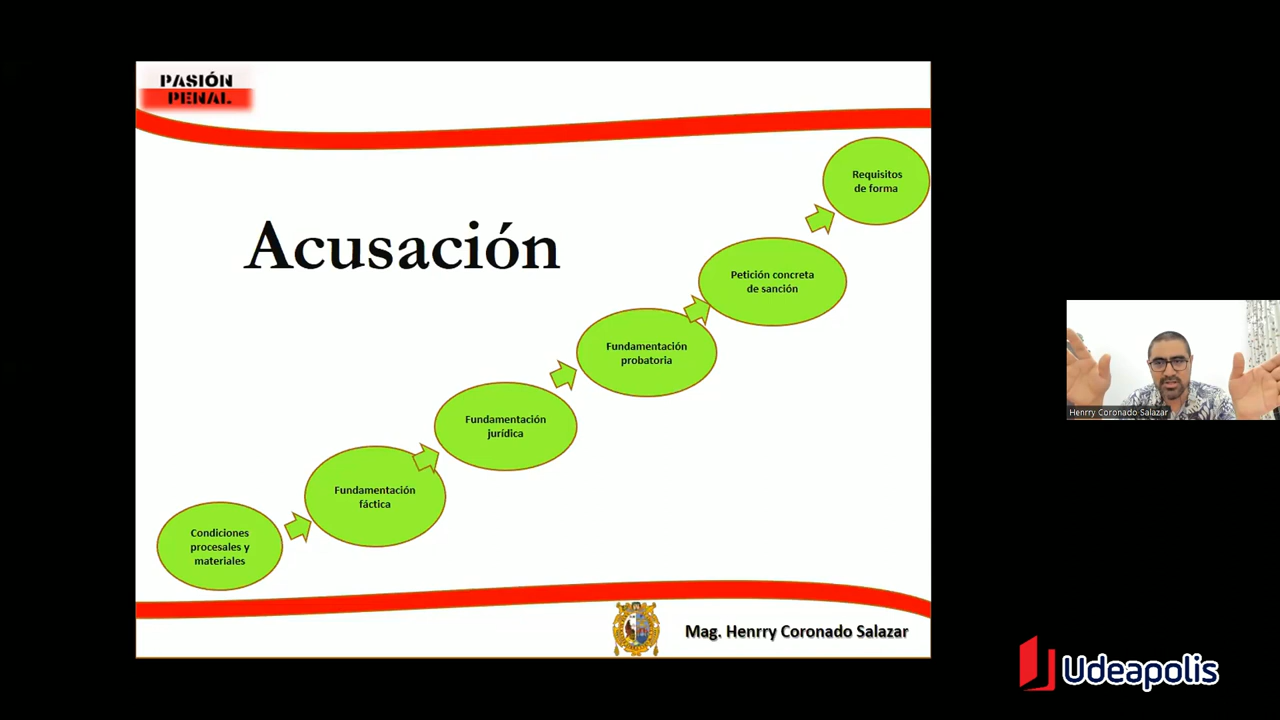 PASIÓN
PENAL
Requisitos
de forma
Acusación
Petición concreta
de sanción
Fundamentación
probatoria
Fundamentación
jurídica
Fundamentación
fáctica
Condiciones
procesales y
materiales
Henrry Coronado Salazar
Mag. Henrry Coronado Salazar
Udeapolis